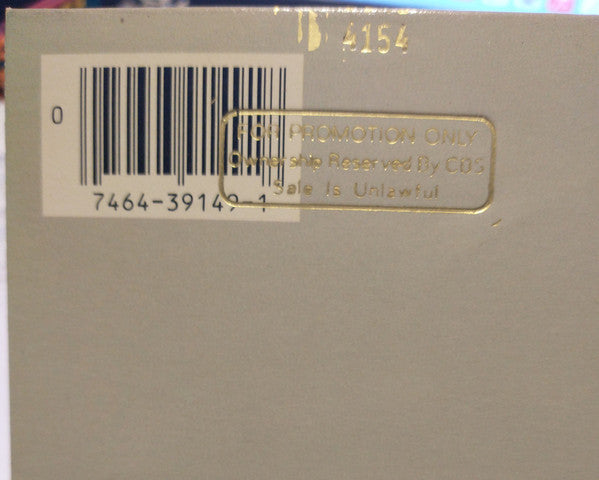 4154
0
FOR PROMOTION ONLY
Ownership Reserved By CBS
Sale Is Unlawful
7464-39149-1